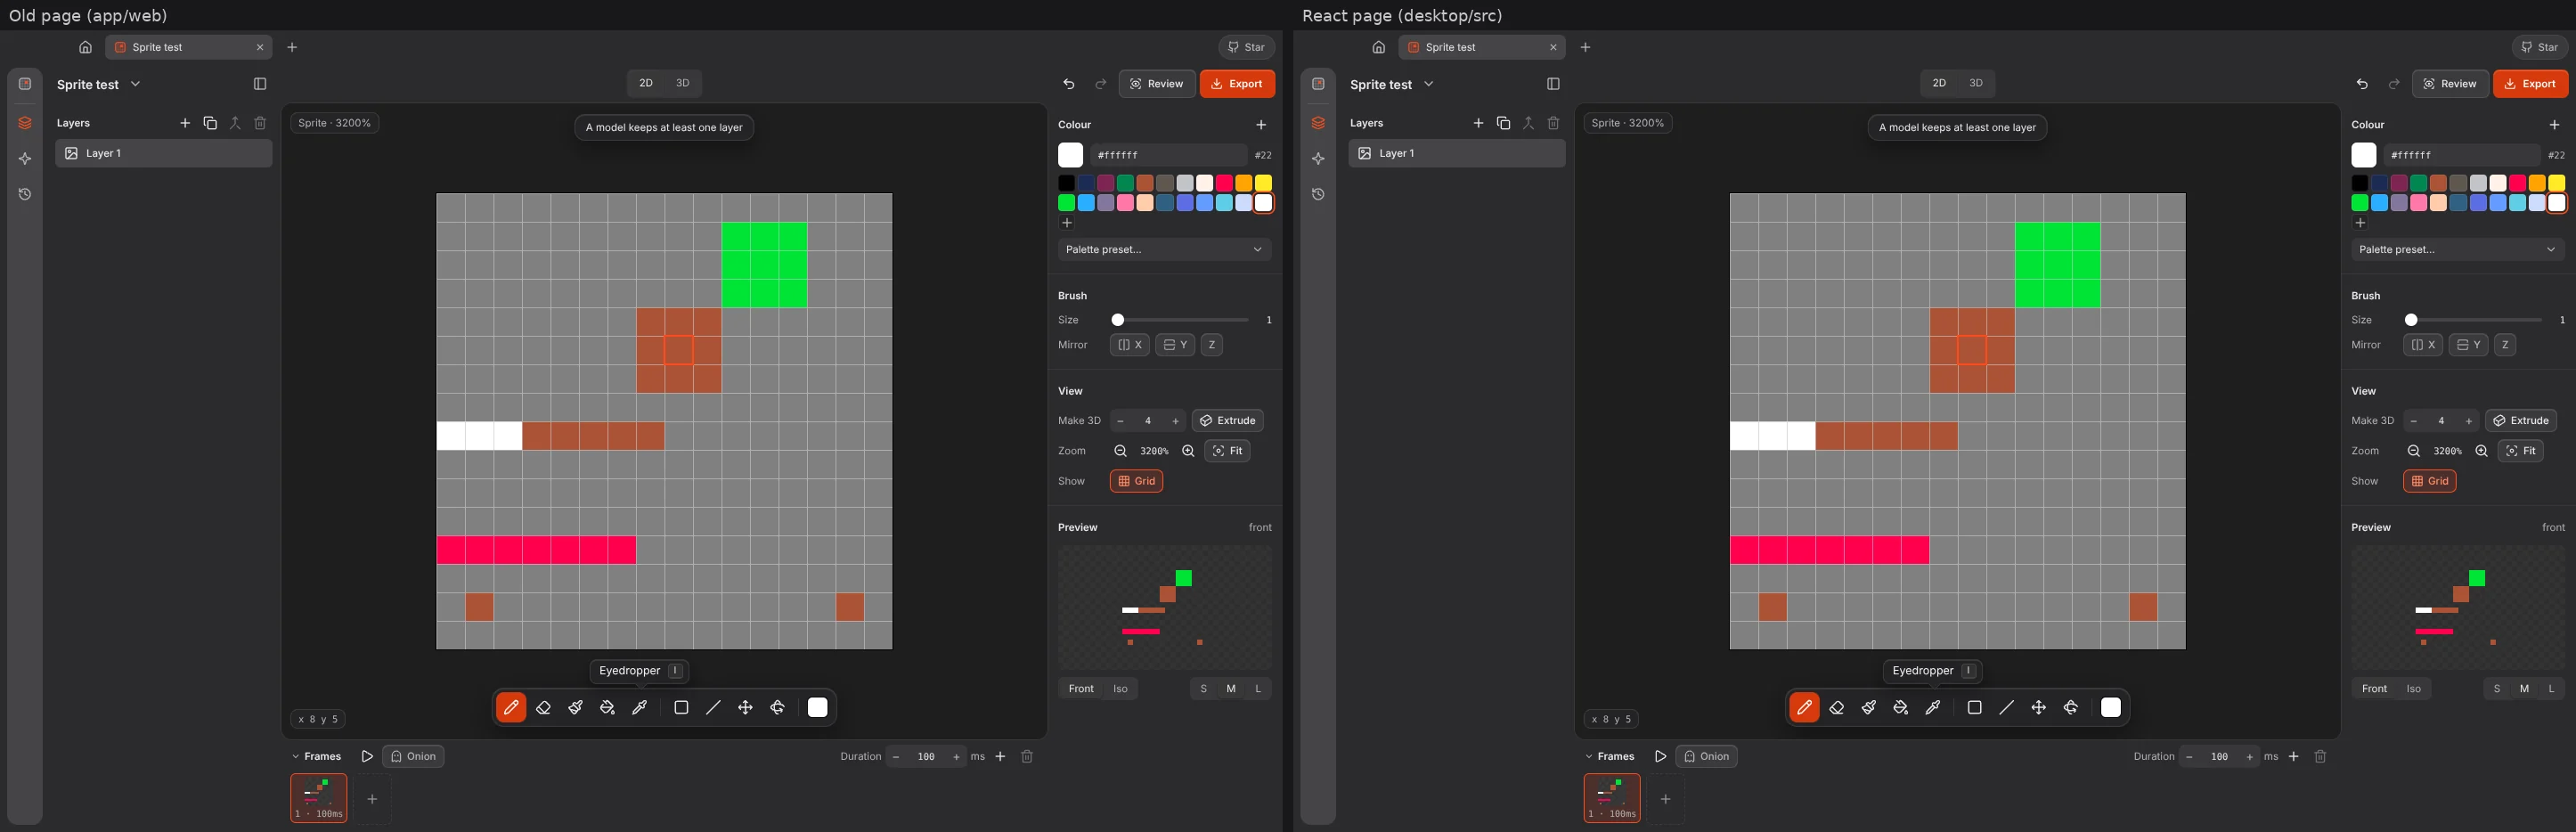 Old page (app/web)
Sprite test
Star
Sprite test
2D 3D
Review
Export
Layers
Layer 1
Sprite · 3200%
A model keeps at least one layer
Colour
#ffffff
#22
Palette preset...
Brush
Size
1
Mirror
X
Y
Z
View
Make 3D
4
Extrude
Zoom
3200%
Fit
Show
Grid
Preview
front
Front Iso
S M L
Eyedropper I
x 8 y 5
Frames
Onion
Duration
100
ms
1 · 100ms
React page (desktop/src)
Sprite test
Star
Sprite test
2D 3D
Review
Export
Layers
Layer 1
Sprite · 3200%
A model keeps at least one layer
Colour
#ffffff
#22
Palette preset...
Brush
Size
1
Mirror
X
Y
Z
View
Make 3D
4
Extrude
Zoom
3200%
Fit
Show
Grid
Preview
front
Front Iso
S M L
Eyedropper I
x 8 y 5
Frames
Onion
Duration
100
ms
1 · 100ms